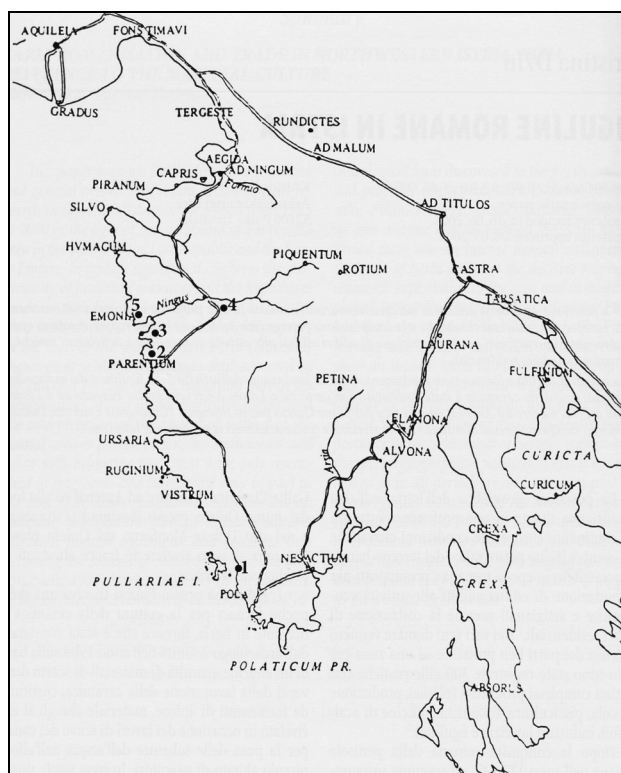 AQUILEIA
FONS TIMAVI
GRADUS
TERGESTE
RUNDICTES
AD MALUM
AEGIDA
CAPRIS
AD NINGUM
PIRANUM
Formio
SILVO
AD TITULOS
HVMAGUM
PIQUENTUM
ROTIUM
CASTRA
TARSATICA
Ningus
5
EMONIA
4
3
2
PARENTIUM
LAURANA
FULFINIUM
PETINA
FLANONA
ALVONA
CURICTA
URSARIA
Arsia
RUGINIUM
VISTRUM
CURICUM
CREXA
NESACTIUM
1
PULLARIAE I.
POLA
CREXI
POLATICUM PR.
ABSORUS